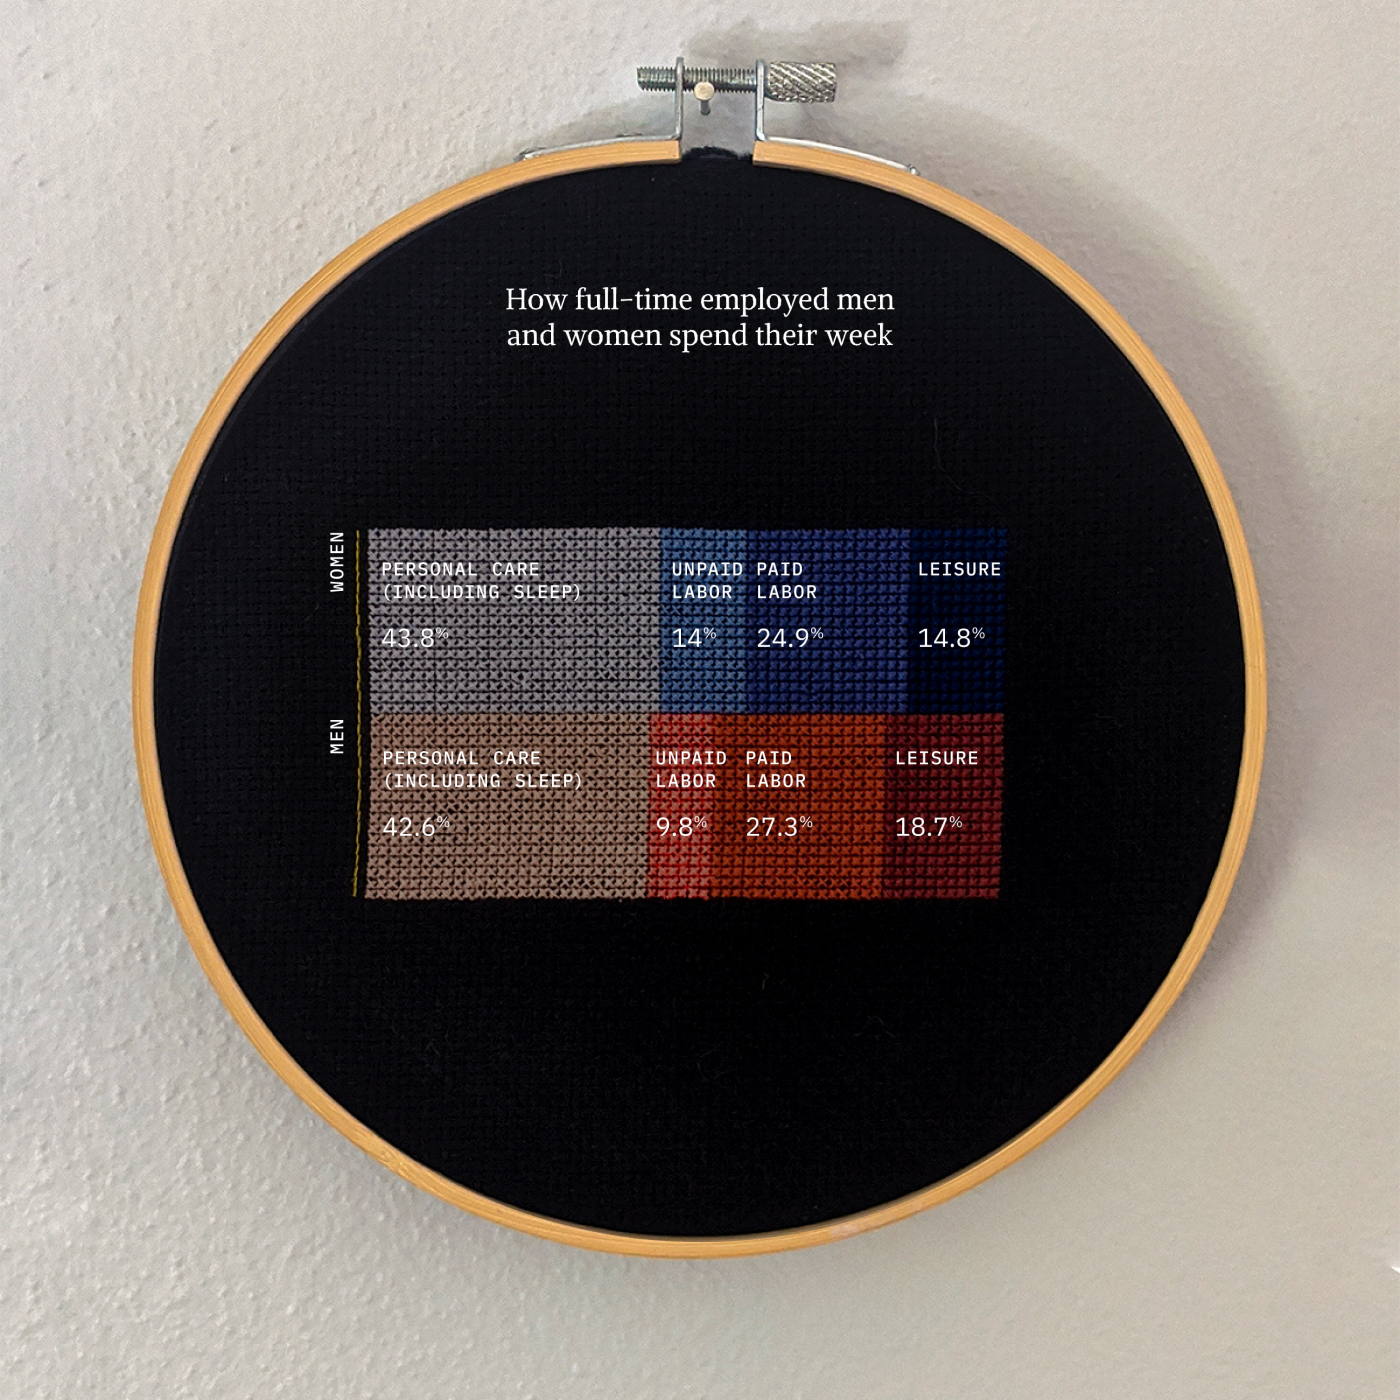 How full-time employed men
and women spend their week
WOMEN
PERSONAL CARE
(INCLUDING SLEEP)
43.8%
UNPAID
LABOR
14%
PAID
LABOR
24.9%
LEISURE
14.8%
MEN
PERSONAL CARE
(INCLUDING SLEEP)
42.6%
UNPAID
LABOR
9.8%
PAID
LABOR
27.3%
LEISURE
18.7%